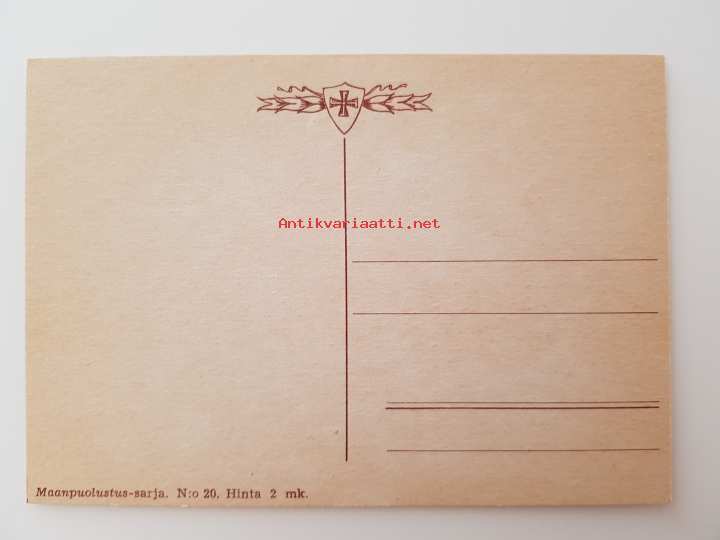 Antikvariaatti.net
Maanpuolustus-sarja. N:o 20. Hinta 2 mk.